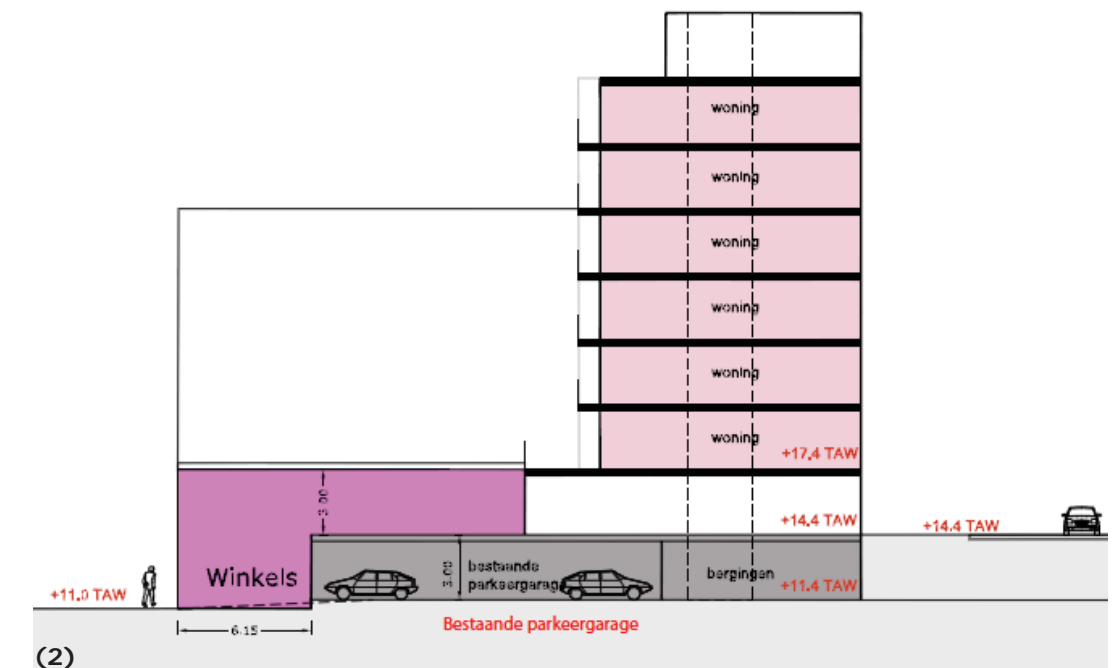 woning
woning
woning
woning
woning
woning
+17.4 TAW
3.00
+14.4 TAW
+14.4 TAW
Winkels
3.00
bestaande
parkeergarage
bergingen
+11.4 TAW
+11.0 TAW
6.15
Bestaande parkeergarage
(2)